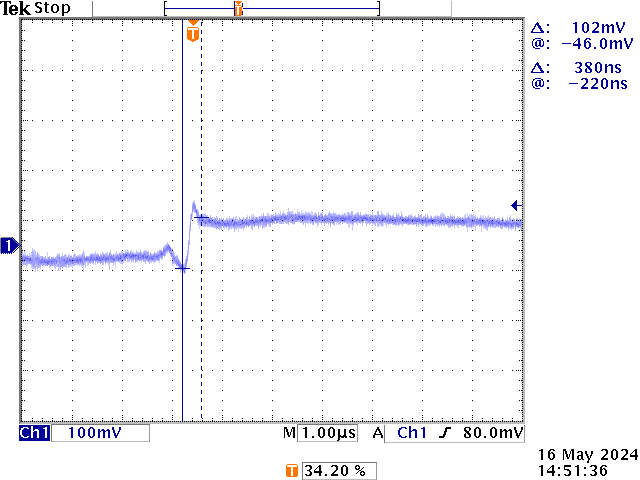 Tek Stop
T
T
Δ: 102mV
@: −46.0mV
Δ: 380ns
@: −220ns
1
Ch1 100mV M 1.00µs A Ch1 80.0mV
16 May 2024
T 34.20 % 14:51:36